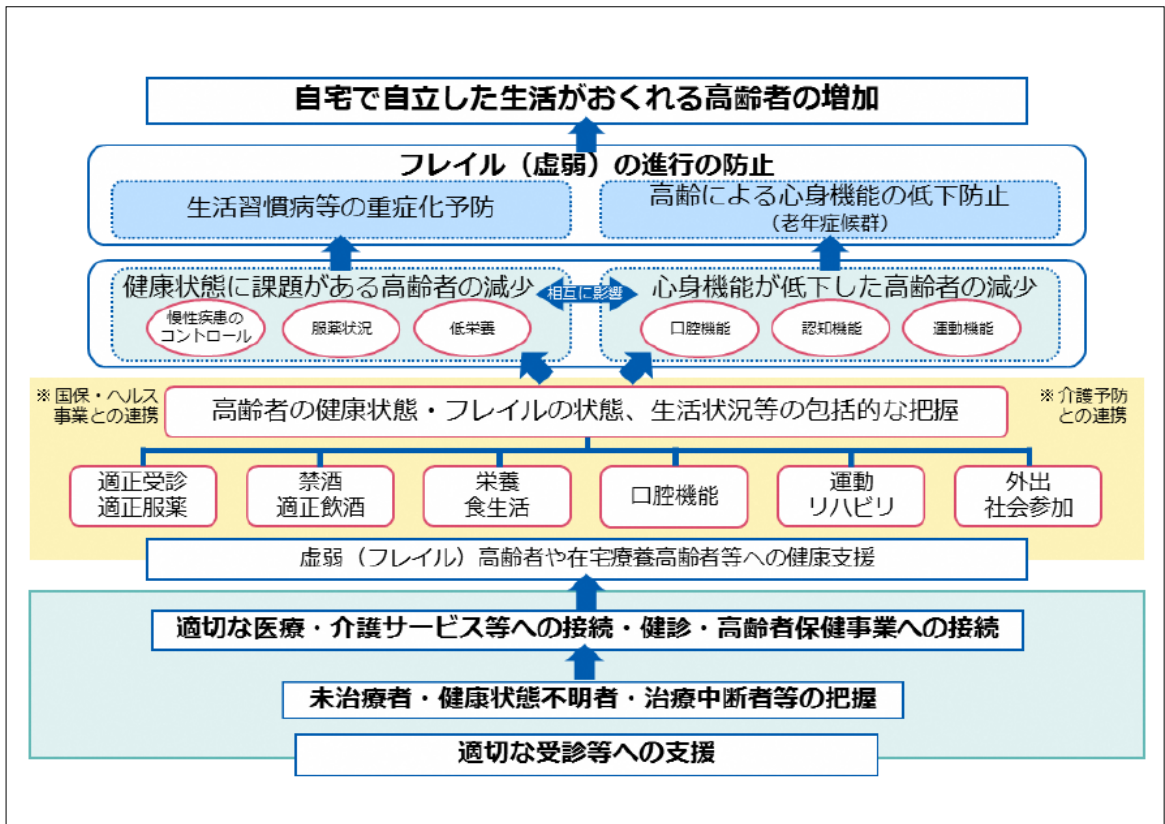 自宅で自立した生活がおくれる高齢者の増加
フレイル（虚弱）の進行の防止
生活習慣病等の重症化予防
高齢による心身機能の低下防止
（老年症候群）
健康状態に課題がある高齢者の減少
相互に影響
心身機能が低下した高齢者の減少
慢性疾患の
コントロール
服薬状況
低栄養
口腔機能
認知機能
運動機能
※国保・ヘルス
事業との連携
高齢者の健康状態・フレイルの状態、生活状況等の包括的な把握
※介護予防
との連携
適正受診
適正服薬
禁酒
適正飲酒
栄養
食生活
口腔機能
運動
リハビリ
外出
社会参加
虚弱（フレイル）高齢者や在宅療養高齢者等への健康支援
適切な医療・介護サービス等への接続・健診・高齢者保健事業への接続
未治療者・健康状態不明者・治療中断者等の把握
適切な受診等への支援